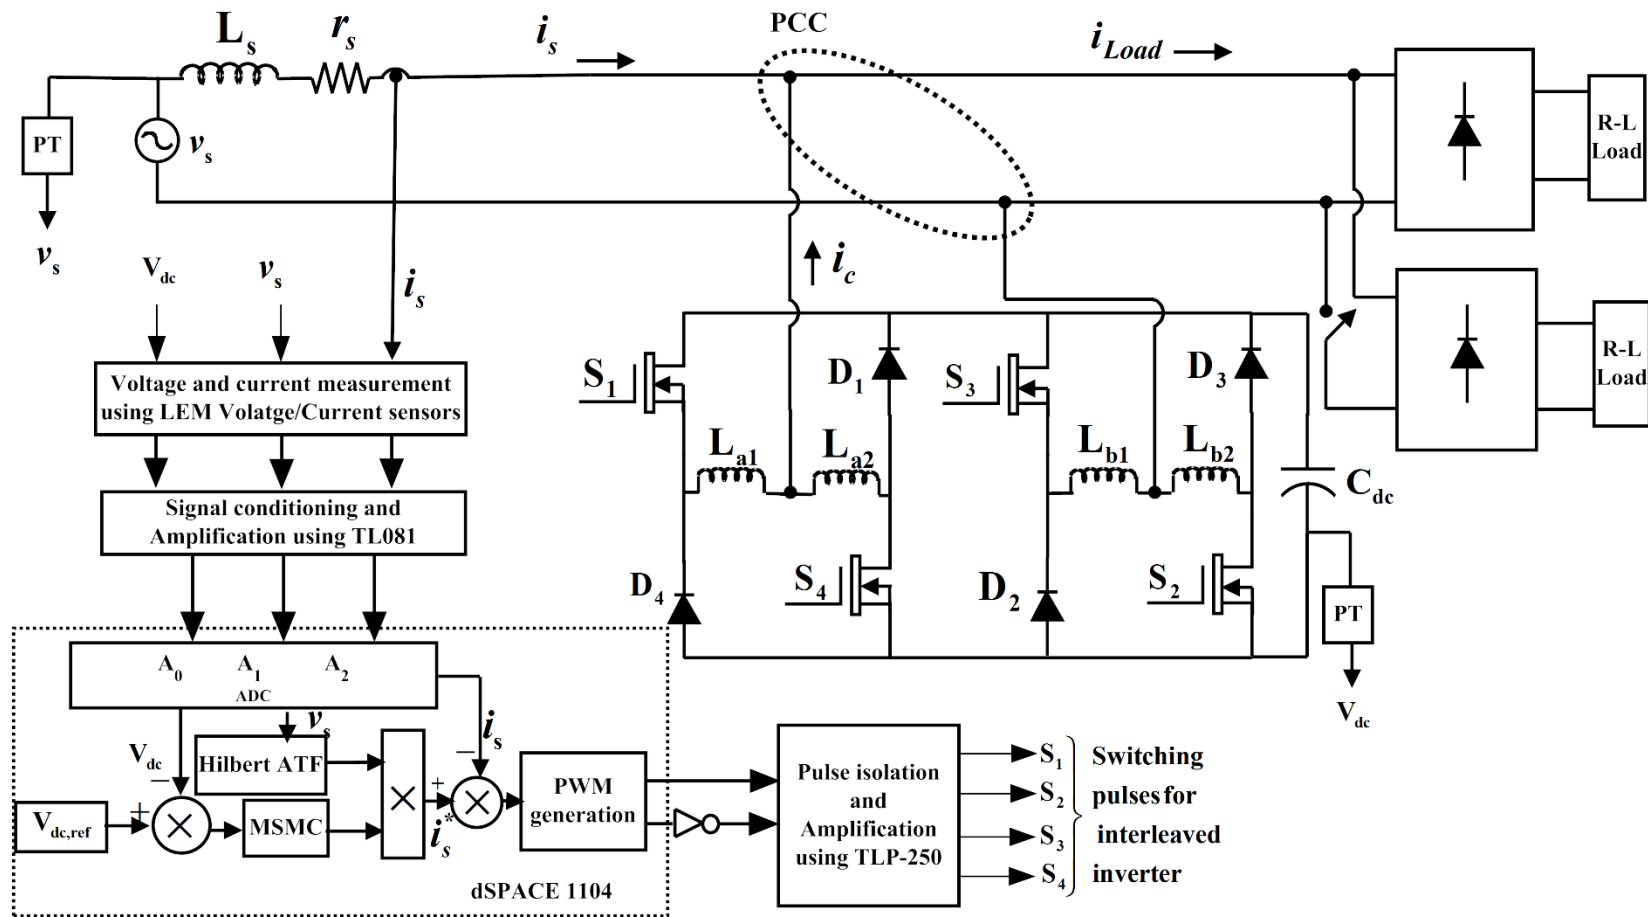 PCC
L_s
r_s
i_s
i_Load
PT
v_s
v_s
R-L
Load
V_dc
v_s
i_s
i_c
R-L
Load
Voltage and current measurement
using LEM Volatge/Current sensors
S_1
D_1
S_3
D_3
L_a1
L_a2
L_b1
L_b2
C_dc
Signal conditioning and
Amplification using TL081
D_4
S_4
D_2
S_2
PT
V_dc
A_0
A_1
A_2
ADC
v_s
i_s
V_dc
−
−
Hilbert ATF
+
+
V_dc,ref
MSMC
i_s*
PWM
generation
dSPACE 1104
Pulse isolation
and
Amplification
using TLP-250
S_1
S_2
S_3
S_4
Switching
pulses for
interleaved
inverter